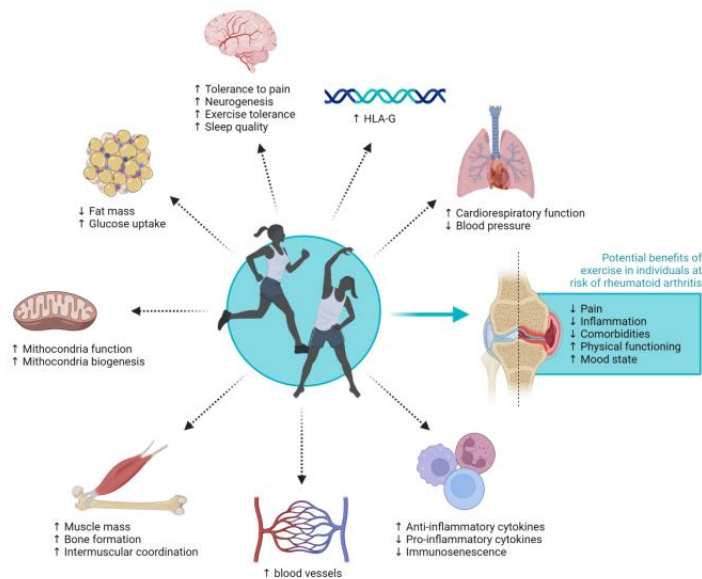 ↑ Tolerance to pain
↑ Neurogenesis
↑ Exercise tolerance
↑ Sleep quality
↑ HLA-G
↓ Fat mass
↑ Glucose uptake
↑ Cardiorespiratory function
↓ Blood pressure
Potential benefits of
exercise in individuals at
risk of rheumatoid arthritis
↓ Pain
↓ Inflammation
↓ Comorbidities
↑ Physical functioning
↑ Mood state
↑ Mithocondria function
↑ Mithocondria biogenesis
↑ Muscle mass
↑ Bone formation
↑ Intermuscular coordination
↑ blood vessels
↑ Anti-inflammatory cytokines
↓ Pro-inflammatory cytokines
↓ Immunosenescence